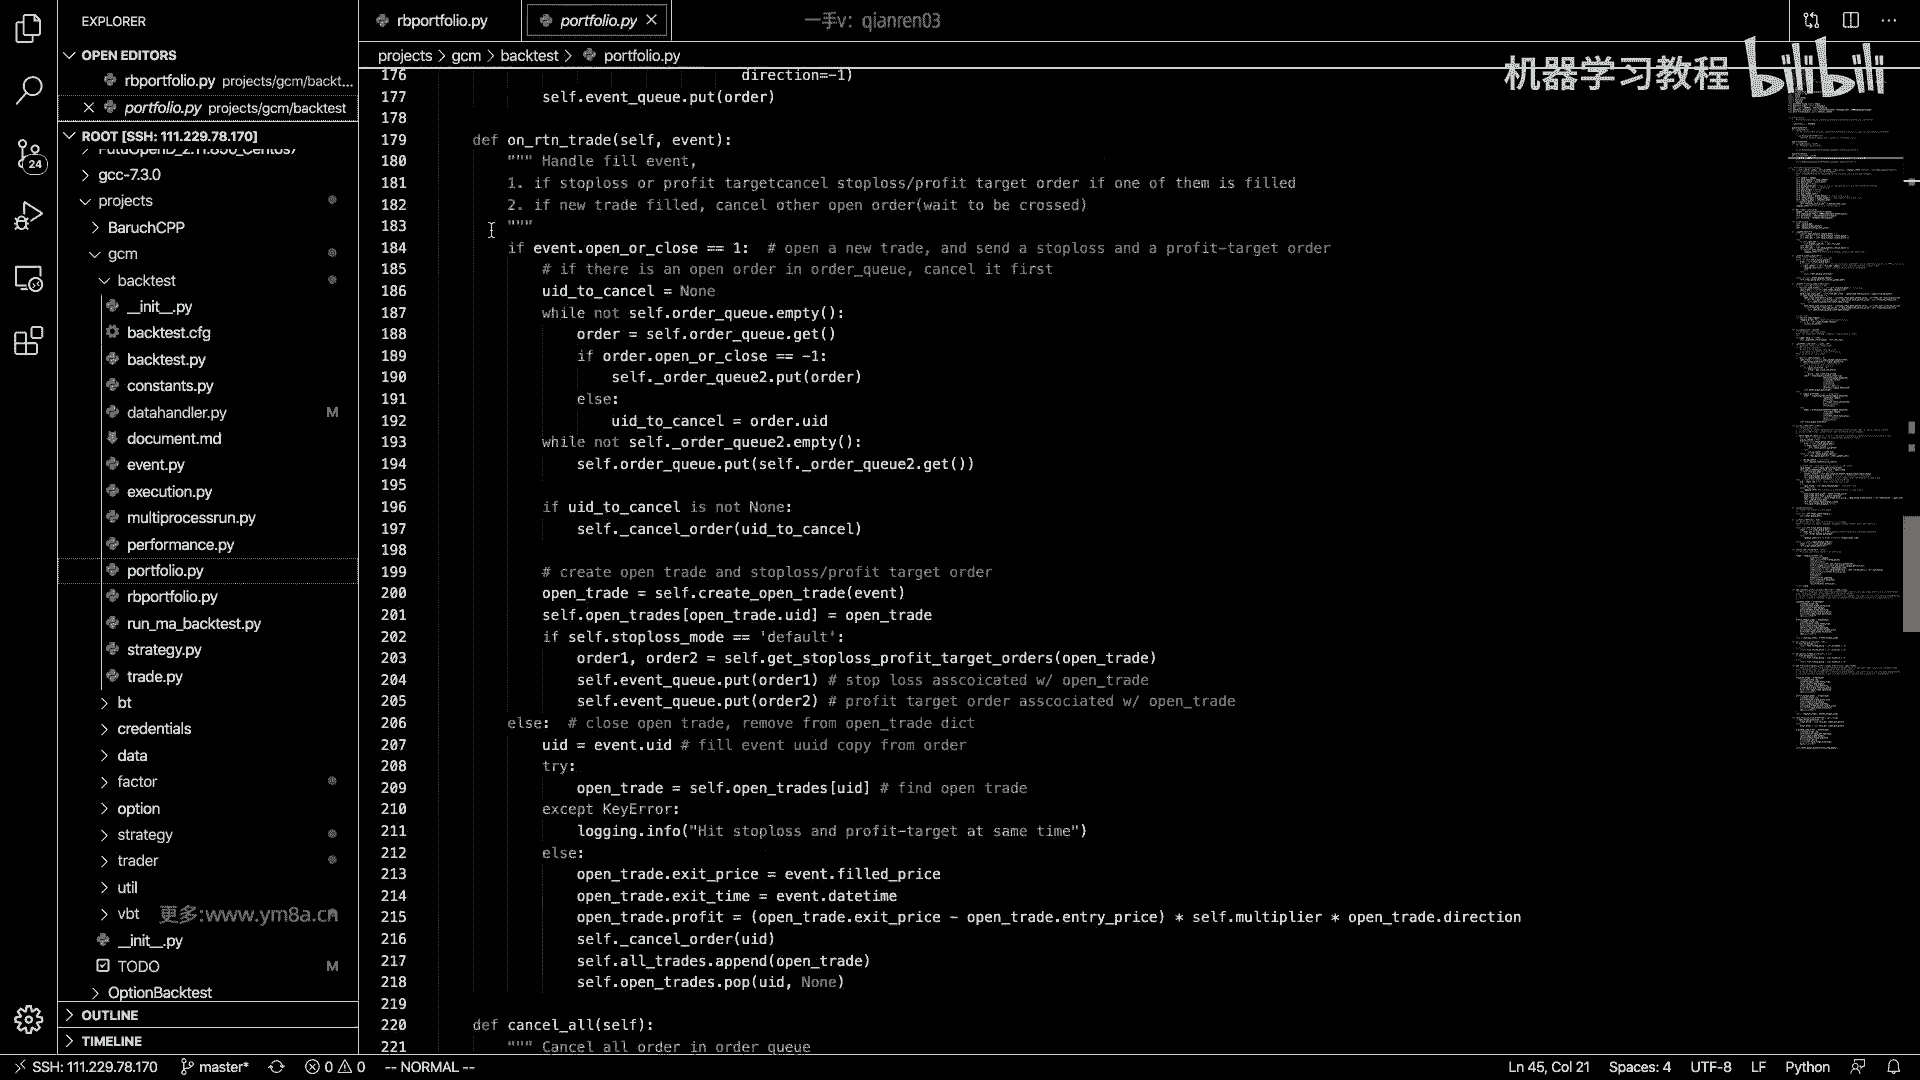 EXPLORER
OPEN EDITORS
rbportfolio.py projects/gcm/backt...
portfolio.py projects/gcm/backtest
ROOT [SSH: 111.229.78.170]
gcc-7.3.0
projects
BaruchCPP
gcm
backtest
__init__.py
backtest.cfg
backtest.py
constants.py
datahandler.py M
document.md
event.py
execution.py
multiprocessrun.py
performance.py
portfolio.py
rbportfolio.py
run_ma_backtest.py
strategy.py
trade.py
bt
credentials
data
factor
option
strategy
trader
util
vbt
更多:www.ym8a.cn
__init__.py
TODO M
OptionBacktest
OUTLINE
TIMELINE
24
rbportfolio.py
portfolio.py
一手v: qianren03
projects > gcm > backtest > portfolio.py
机器学习教程 bilibili
176 direction=-1)
177 self.event_queue.put(order)
178
179 def on_rtn_trade(self, event):
180 """ Handle fill event,
181 1. if stoploss or profit targetcancel stoploss/profit target order if one of them is filled
182 2. if new trade filled, cancel other open order(wait to be crossed)
183 """
184 if event.open_or_close == 1: # open a new trade, and send a stoploss and a profit-target order
185 # if there is an open order in order_queue, cancel it first
186 uid_to_cancel = None
187 while not self.order_queue.empty():
188 order = self.order_queue.get()
189 if order.open_or_close == -1:
190 self._order_queue2.put(order)
191 else:
192 uid_to_cancel = order.uid
193 while not self._order_queue2.empty():
194 self.order_queue.put(self._order_queue2.get())
195
196 if uid_to_cancel is not None:
197 self._cancel_order(uid_to_cancel)
198
199 # create open trade and stoploss/profit target order
200 open_trade = self.create_open_trade(event)
201 self.open_trades[open_trade.uid] = open_trade
202 if self.stoploss_mode == 'default':
203 order1, order2 = self.get_stoploss_profit_target_orders(open_trade)
204 self.event_queue.put(order1) # stop loss asscoicated w/ open_trade
205 self.event_queue.put(order2) # profit target order asscociated w/ open_trade
206 else: # close open trade, remove from open_trade dict
207 uid = event.uid # fill event uuid copy from order
208 try:
209 open_trade = self.open_trades[uid] # find open trade
210 except KeyError:
211 logging.info("Hit stoploss and profit-target at same time")
212 else:
213 open_trade.exit_price = event.filled_price
214 open_trade.exit_time = event.datetime
215 open_trade.profit = (open_trade.exit_price - open_trade.entry_price) * self.multiplier * open_trade.direction
216 self._cancel_order(uid)
217 self.all_trades.append(open_trade)
218 self.open_trades.pop(uid, None)
219
220 def cancel_all(self):
221 """ Cancel all order in order queue
SSH: 111.229.78.170 master* 0 0 -- NORMAL -- Ln 45, Col 21 Spaces: 4 UTF-8 LF Python